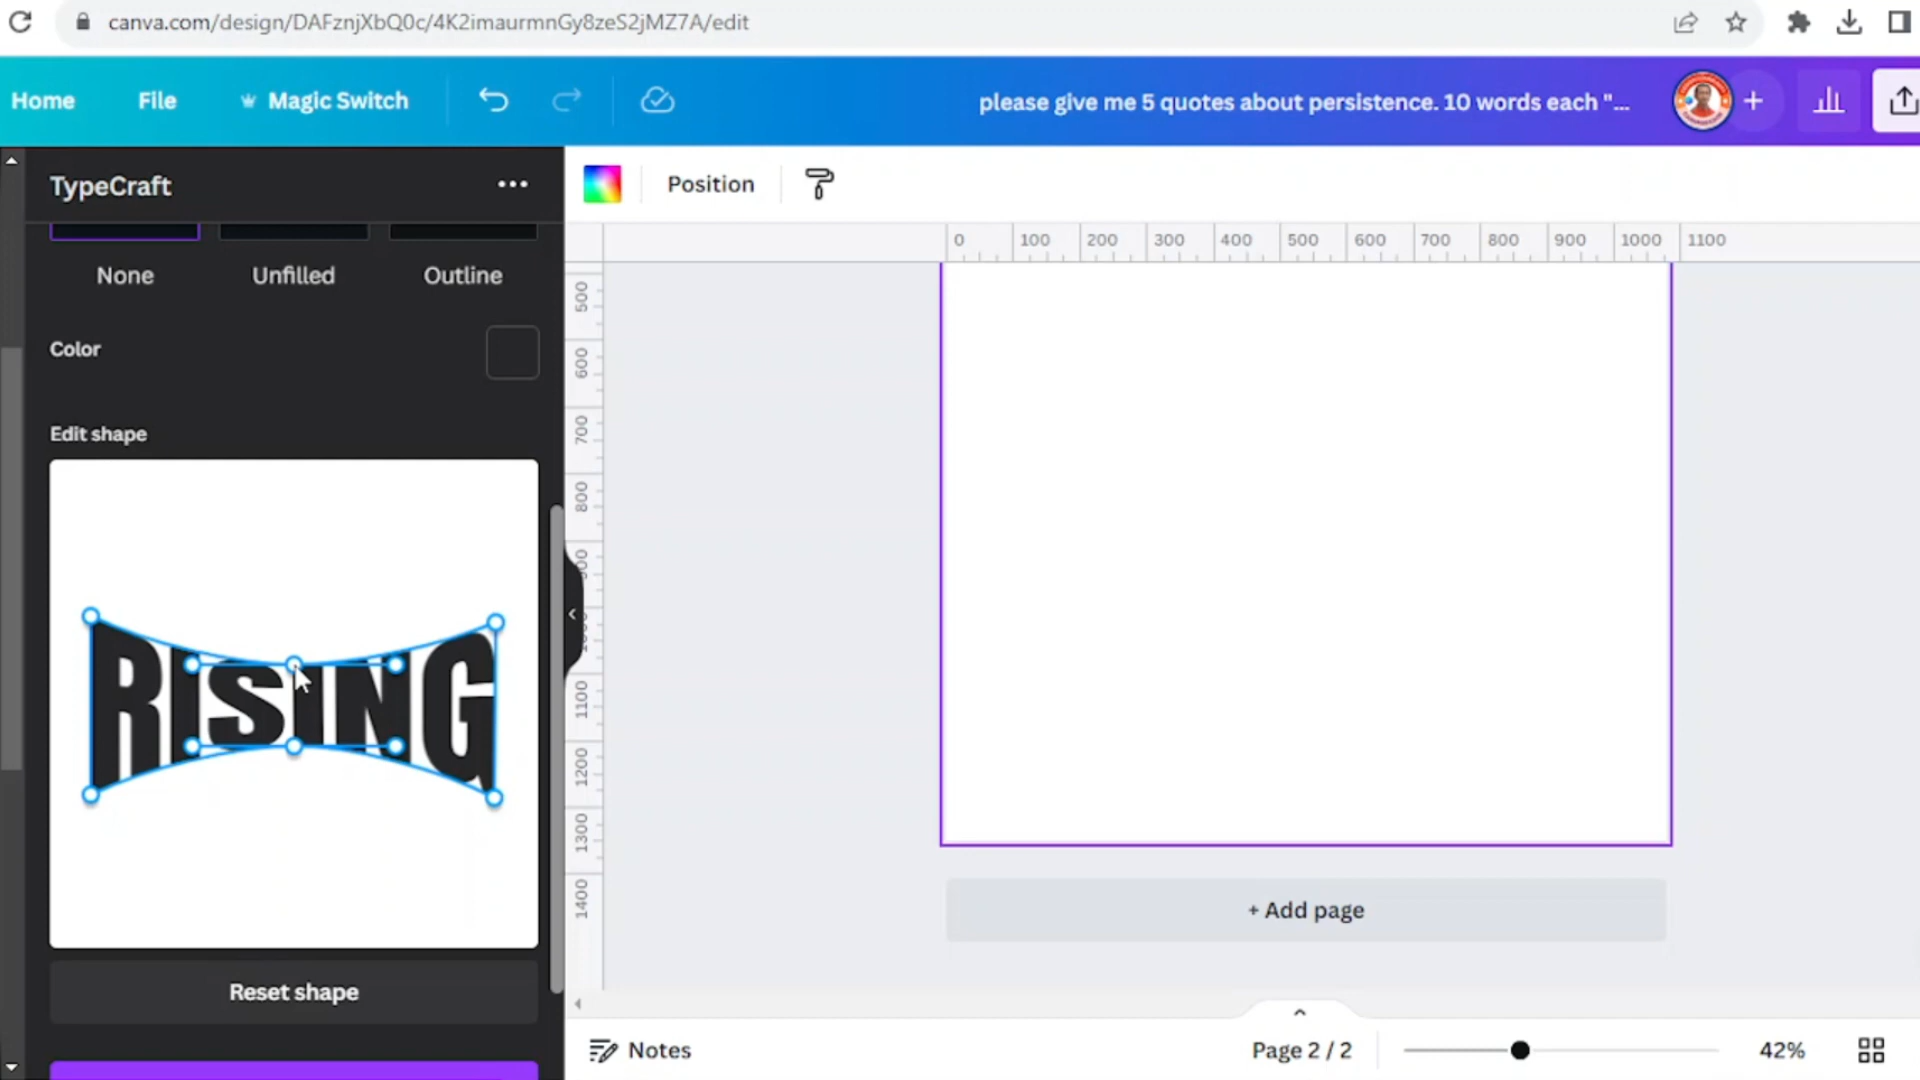 canva.com/design/DAFznjXbQ0c/4K2imaurmnGy8zeS2jMZ7A/edit
Home File Magic Switch please give me 5 quotes about persistence. 10 words each "...
TypeCraft
Position
0 100 200 300 400 500 600 700 800 900 1000 1100
None Unfilled Outline
Color
Edit shape
RISING
500
600
700
800
1100
1200
1300
1400
+ Add page
Reset shape
Notes
Page 2 / 2
42%